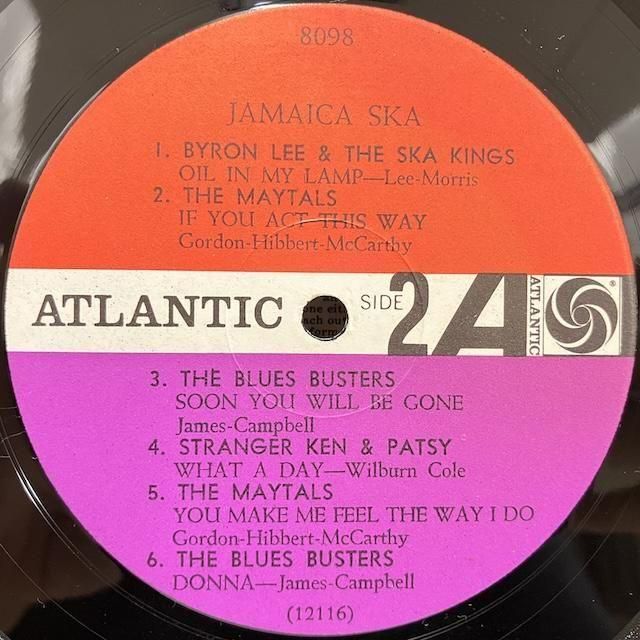 8098
JAMAICA SKA
1. BYRON LEE & THE SKA KINGS
OIL IN MY LAMP—Lee-Morris
2. THE MAYTALS
IF YOU ACT THIS WAY
Gordon-Hibbert-McCarthy
ATLANTIC SIDE 2 A ATLANTIC ®
3. THE BLUES BUSTERS
SOON YOU WILL BE GONE
James-Campbell
4. STRANGER KEN & PATSY
WHAT A DAY—Wilburn Cole
5. THE MAYTALS
YOU MAKE ME FEEL THE WAY I DO
Gordon-Hibbert-McCarthy
6. THE BLUES BUSTERS
DONNA—James-Campbell
(12116)